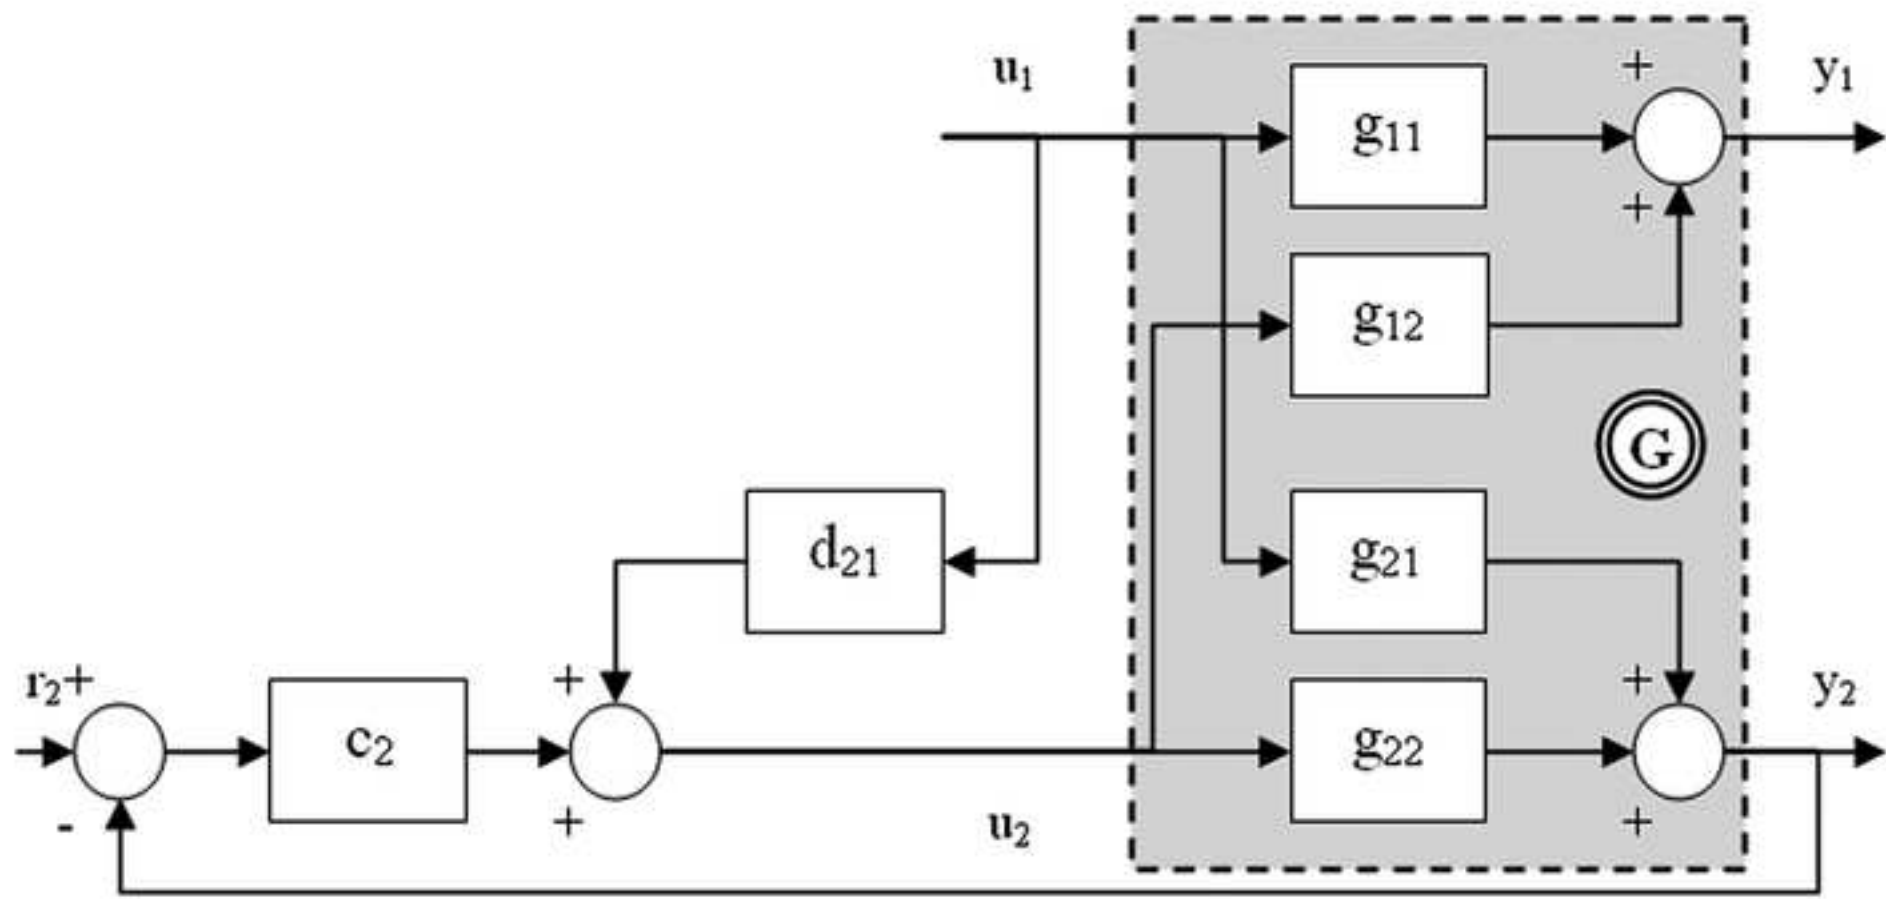 u₁
+
y₁
g₁₁
+
g₁₂
G
d₂₁
g₂₁
r₂+
+
+
y₂
c₂
g₂₂
-
+
u₂
+